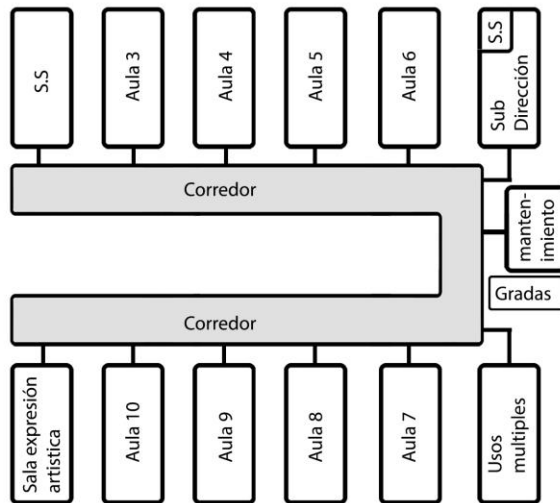 S.S
Aula 3
Aula 4
Aula 5
Aula 6
S.S
Sub
Dirección
Corredor
manten-
imiento
Gradas
Corredor
Sala expresión
artistica
Aula 10
Aula 9
Aula 8
Aula 7
Usos
multiples